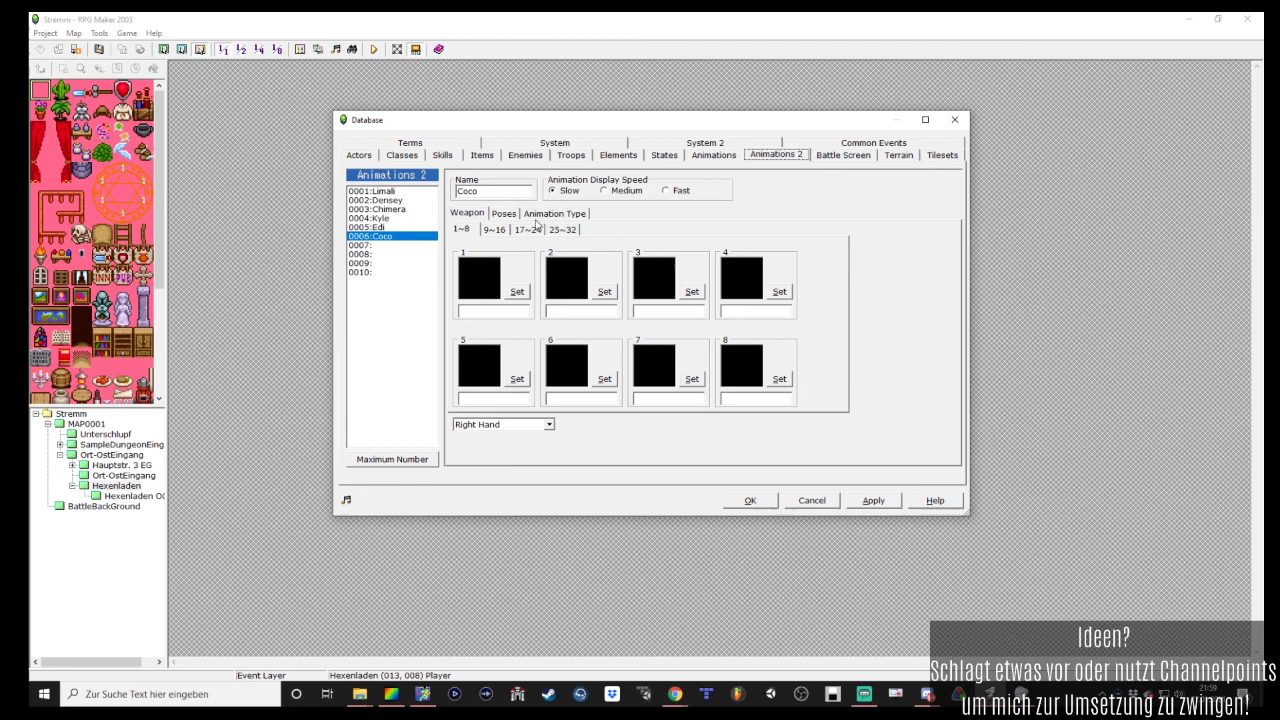 Stremm - RPG Maker 2003
Project Map Tools Game Help
Database
Terms System System 2 Common Events
Actors Classes Skills Items Enemies Troops Elements States Animations Animations 2 Battle Screen Terrain Tilesets
Animations 2
0001:Limali
0002:Densey
0003:Chimera
0004:Kyle
0005:Edi
0006:Coco
0007:
0008:
0009:
0010:
Maximum Number
Name
Coco
Animation Display Speed
Slow Medium Fast
Weapon Poses Animation Type
1~8 9~16 17~24 25~32
1 2 3 4
Set Set Set Set
5 6 7 8
Set Set Set Set
Right Hand
OK Cancel Apply Help
Stremm
MAP0001
Unterschlupf
SampleDungeonEing
Ort-OstEingang
Hauptstr. 3 EG
Ort-OstEingang
Hexenladen
Hexenladen OG
BattleBackGround
Event Layer Hexenladen (013, 008) Player
Zur Suche Text hier eingeben
21:59
Ideen?
Schlagt etwas vor oder nutzt Channelpoints
um mich zur Umsetzung zu zwingen!